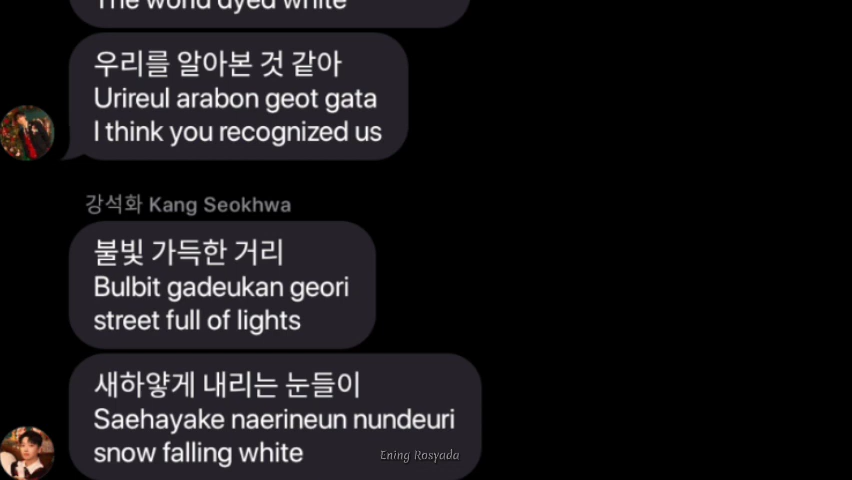 The world dyed white
우리를 알아본 것 같아
Urireul arabon geot gata
I think you recognized us
강석화 Kang Seokhwa
불빛 가득한 거리
Bulbit gadeukan geori
street full of lights
새하얗게 내리는 눈들이
Saehayake naerineun nundeuri
snow falling white
Ening Rosyada